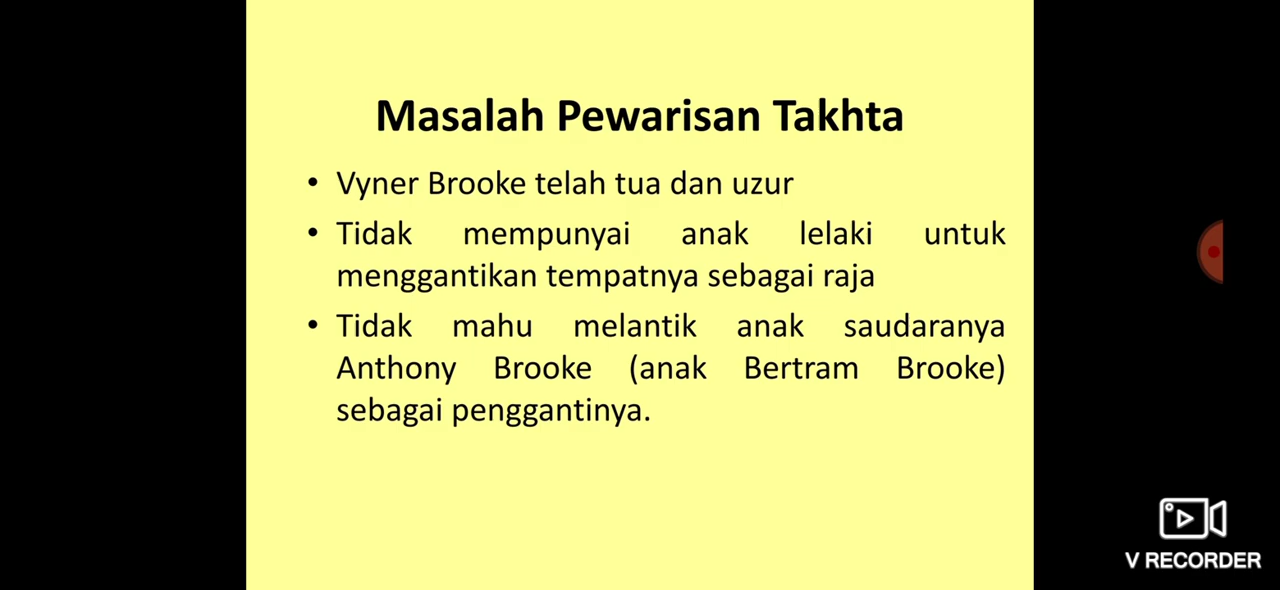 Masalah Pewarisan Takhta
• Vyner Brooke telah tua dan uzur
• Tidak mempunyai anak lelaki untuk
menggantikan tempatnya sebagai raja
• Tidak mahu melantik anak saudaranya
Anthony Brooke (anak Bertram Brooke)
sebagai penggantinya.
V RECORDER